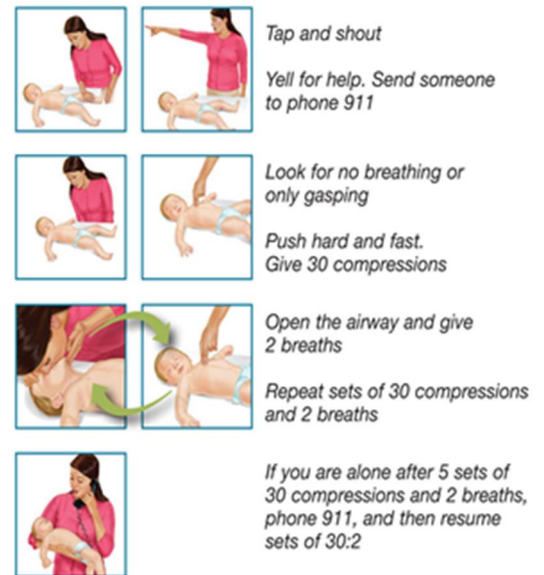 Tap and shout
Yell for help. Send someone
to phone 911
Look for no breathing or
only gasping
Push hard and fast.
Give 30 compressions
Open the airway and give
2 breaths
Repeat sets of 30 compressions
and 2 breaths
If you are alone after 5 sets of
30 compressions and 2 breaths,
phone 911, and then resume
sets of 30:2